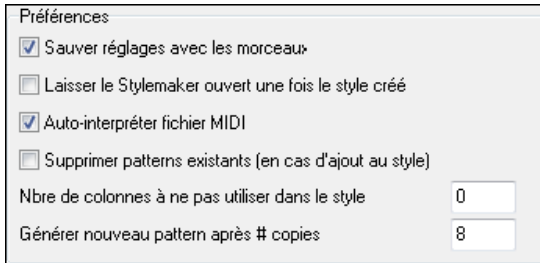 Préférences
Sauver réglages avec les morceaux
Laisser le Stylemaker ouvert une fois le style créé
Auto-interpréter fichier MIDI
Supprimer patterns existants (en cas d'ajout au style)
Nbre de colonnes à ne pas utiliser dans le style 0
Générer nouveau pattern après # copies 8